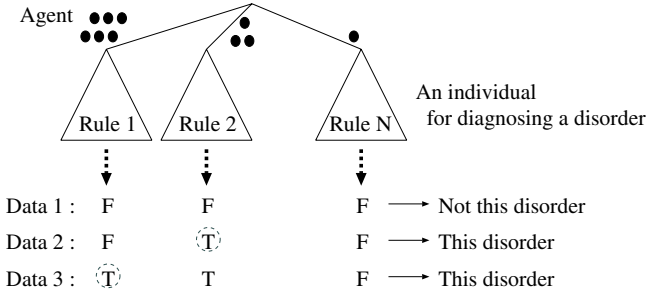 Agent
Rule 1 Rule 2 Rule N
An individual
for diagnosing a disorder
Data 1 : F F F Not this disorder
Data 2 : F T F This disorder
Data 3 : T T F This disorder